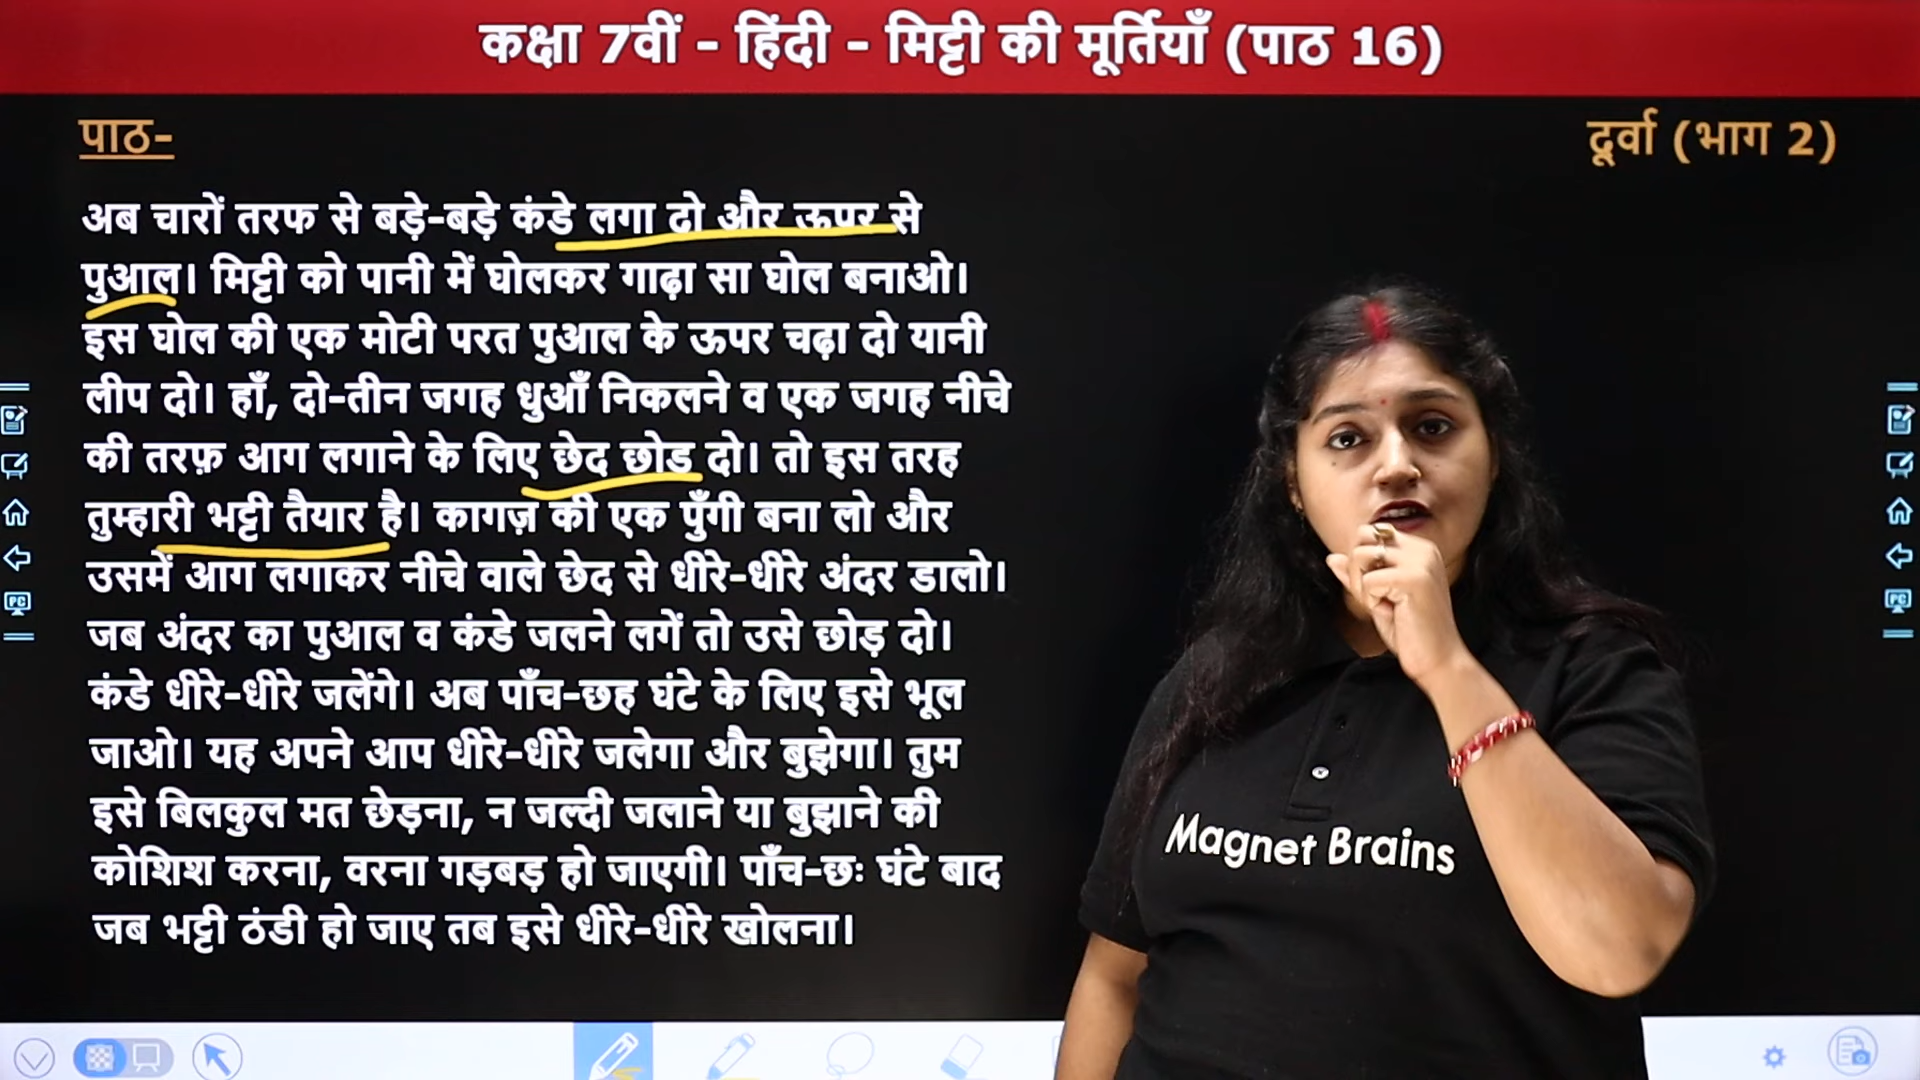 कक्षा 7वीं - हिंदी - मिट्टी की मूर्तियाँ (पाठ 16)
पाठ-
दूर्वा (भाग 2)
अब चारों तरफ से बड़े-बड़े कंडे लगा दो और ऊपर से
पुआल। मिट्टी को पानी में घोलकर गाढ़ा सा घोल बनाओ।
इस घोल की एक मोटी परत पुआल के ऊपर चढ़ा दो यानी
लीप दो। हाँ, दो-तीन जगह धुआँ निकलने व एक जगह नीचे
की तरफ़ आग लगाने के लिए छेद छोड दो। तो इस तरह
तुम्हारी भट्टी तैयार है। कागज़ की एक पुँगी बना लो और
उसमें आग लगाकर नीचे वाले छेद से धीरे-धीरे अंदर डालो।
जब अंदर का पुआल व कंडे जलने लगें तो उसे छोड़ दो।
कंडे धीरे-धीरे जलेंगे। अब पाँच-छह घंटे के लिए इसे भूल
जाओ। यह अपने आप धीरे-धीरे जलेगा और बुझेगा। तुम
इसे बिलकुल मत छेड़ना, न जल्दी जलाने या बुझाने की
कोशिश करना, वरना गड़बड़ हो जाएगी। पाँच-छः घंटे बाद
जब भट्टी ठंडी हो जाए तब इसे धीरे-धीरे खोलना।
Magnet Brains
PC
PC